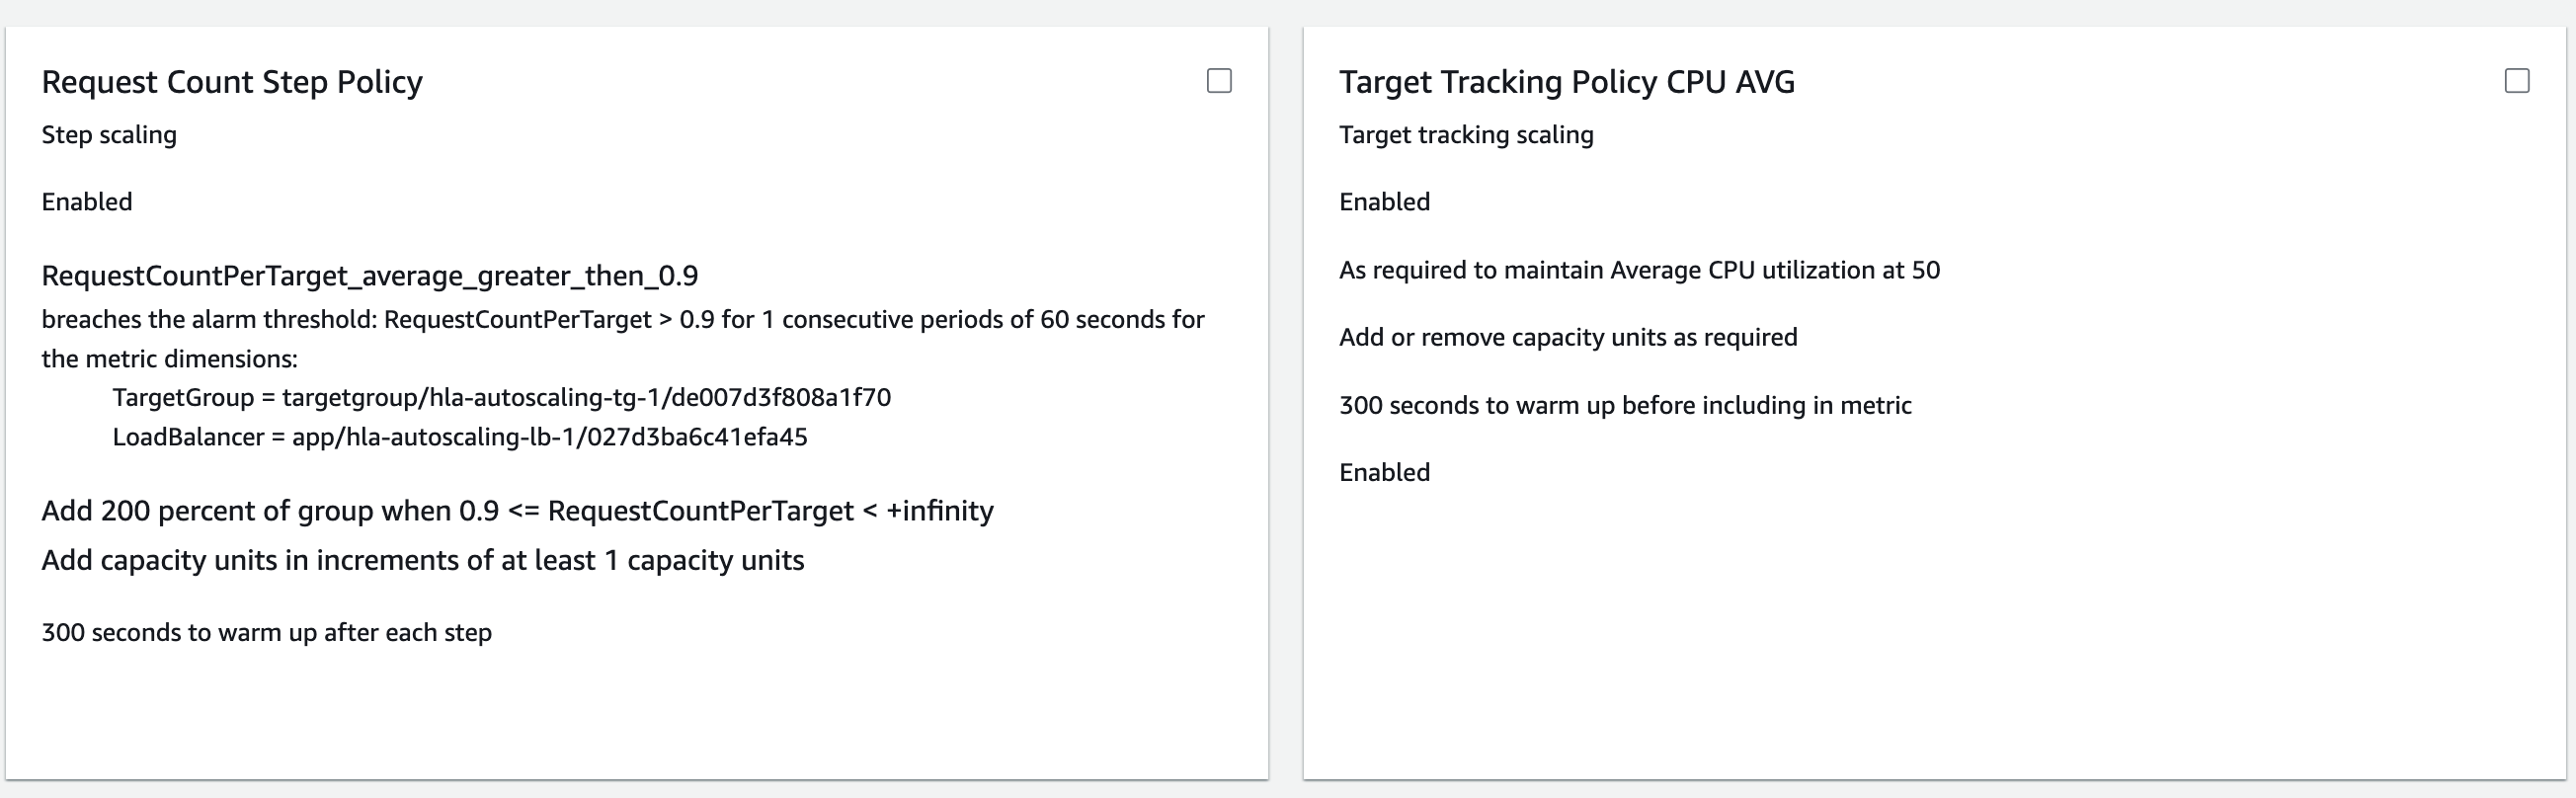 Request Count Step Policy
Step scaling
Enabled
RequestCountPerTarget_average_greater_then_0.9
breaches the alarm threshold: RequestCountPerTarget > 0.9 for 1 consecutive periods of 60 seconds for
the metric dimensions:
TargetGroup = targetgroup/hla-autoscaling-tg-1/de007d3f808a1f70
LoadBalancer = app/hla-autoscaling-lb-1/027d3ba6c41efa45
Add 200 percent of group when 0.9 <= RequestCountPerTarget < +infinity
Add capacity units in increments of at least 1 capacity units
300 seconds to warm up after each step
Target Tracking Policy CPU AVG
Target tracking scaling
Enabled
As required to maintain Average CPU utilization at 50
Add or remove capacity units as required
300 seconds to warm up before including in metric
Enabled